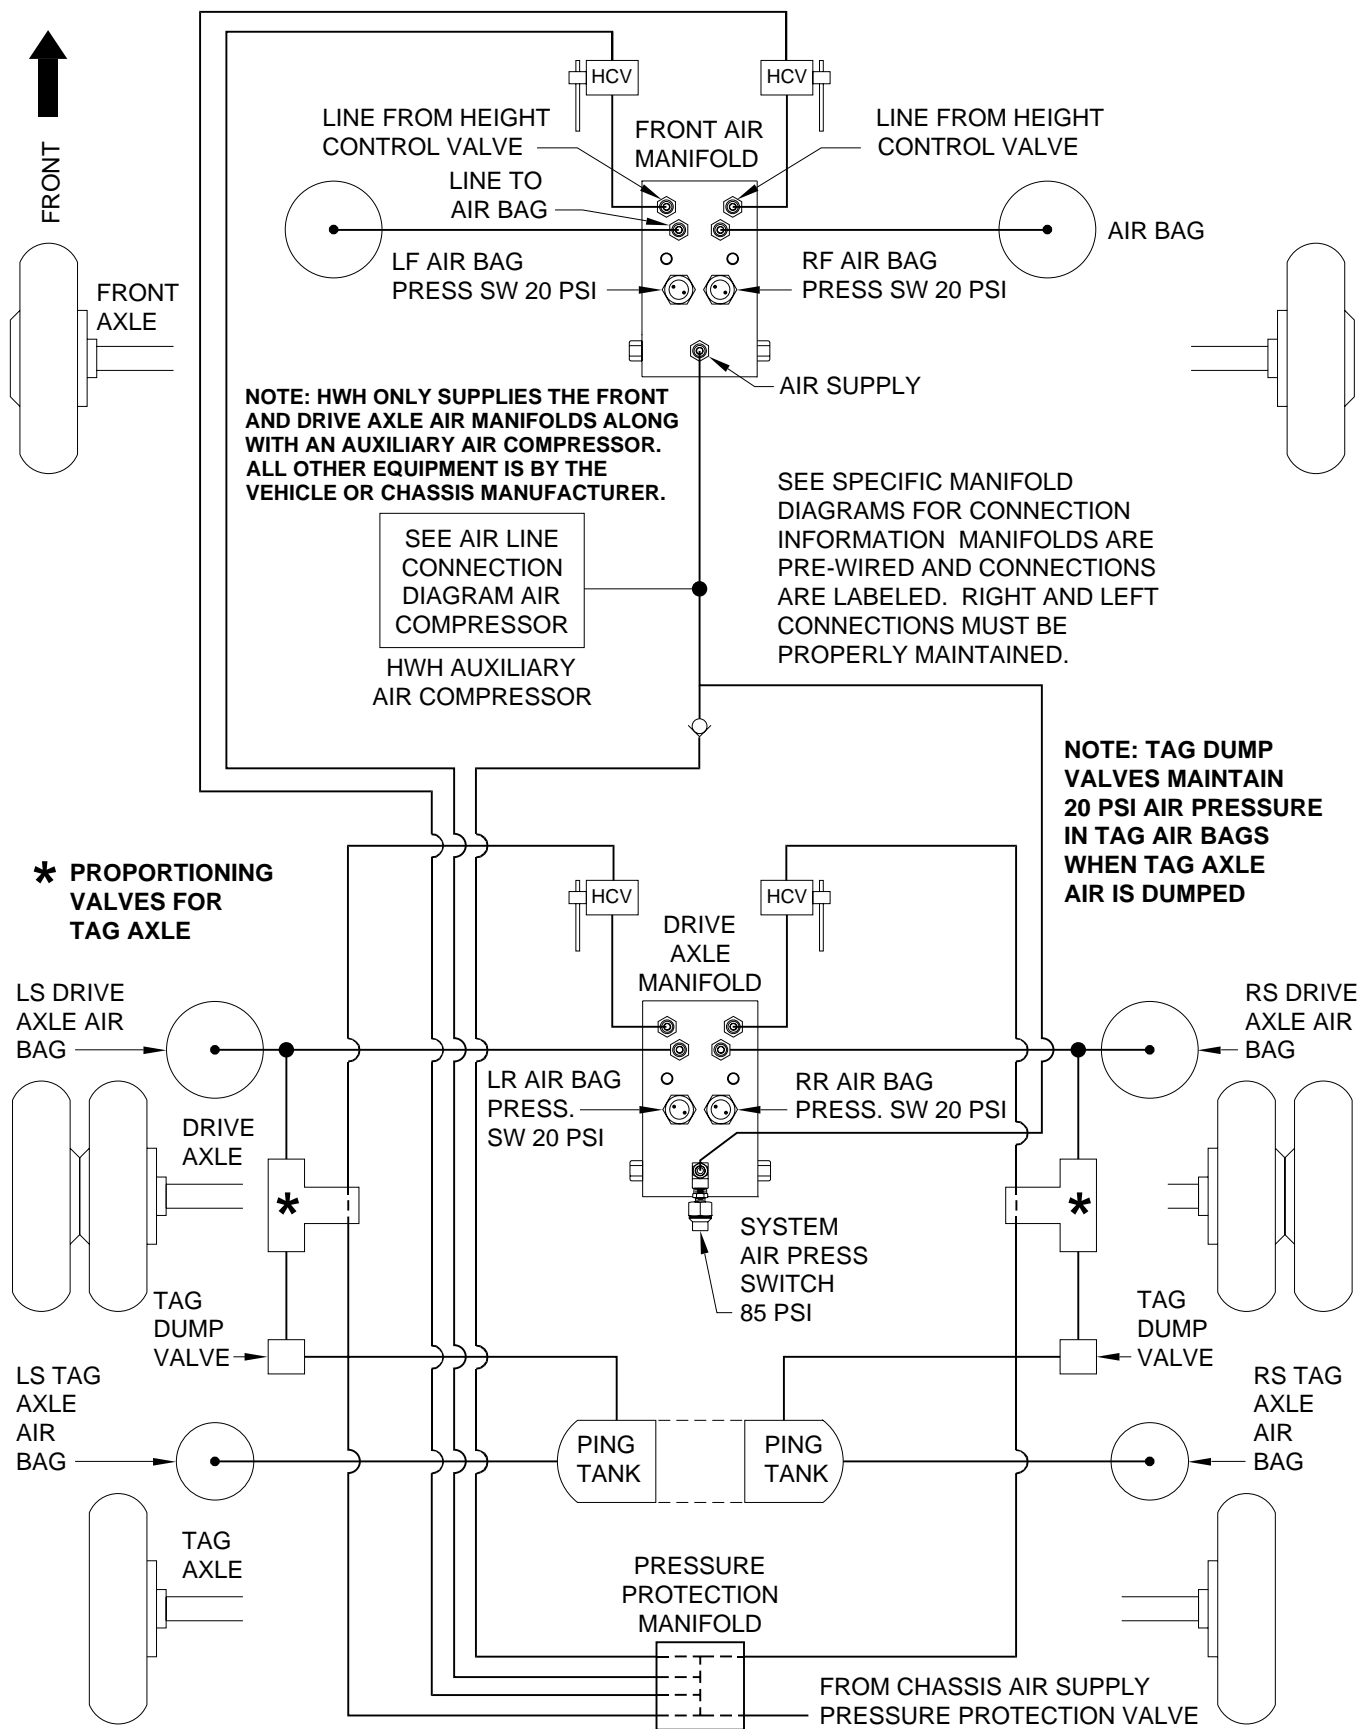 FRONT
HCV
HCV
LINE FROM HEIGHT
CONTROL VALVE
FRONT AIR
MANIFOLD
LINE FROM HEIGHT
CONTROL VALVE
LINE TO
AIR BAG
AIR BAG
LF AIR BAG
PRESS SW 20 PSI
RF AIR BAG
PRESS SW 20 PSI
FRONT
AXLE
AIR SUPPLY
NOTE: HWH ONLY SUPPLIES THE FRONT
AND DRIVE AXLE AIR MANIFOLDS ALONG
WITH AN AUXILIARY AIR COMPRESSOR.
ALL OTHER EQUIPMENT IS BY THE
VEHICLE OR CHASSIS MANUFACTURER.
SEE AIR LINE
CONNECTION
DIAGRAM AIR
COMPRESSOR
HWH AUXILIARY
AIR COMPRESSOR
SEE SPECIFIC MANIFOLD
DIAGRAMS FOR CONNECTION
INFORMATION MANIFOLDS ARE
PRE-WIRED AND CONNECTIONS
ARE LABELED. RIGHT AND LEFT
CONNECTIONS MUST BE
PROPERLY MAINTAINED.
NOTE: TAG DUMP
VALVES MAINTAIN
20 PSI AIR PRESSURE
IN TAG AIR BAGS
WHEN TAG AXLE
AIR IS DUMPED
* PROPORTIONING
VALVES FOR
TAG AXLE
HCV
HCV
DRIVE
AXLE
MANIFOLD
LS DRIVE
AXLE AIR
BAG
RS DRIVE
AXLE AIR
BAG
LR AIR BAG
PRESS.
SW 20 PSI
RR AIR BAG
PRESS. SW 20 PSI
DRIVE
AXLE
*
*
SYSTEM
AIR PRESS
SWITCH
85 PSI
TAG
DUMP
VALVE
TAG
DUMP
VALVE
LS TAG
AXLE
AIR
BAG
PING
TANK
PING
TANK
RS TAG
AXLE
AIR
BAG
TAG
AXLE
PRESSURE
PROTECTION
MANIFOLD
FROM CHASSIS AIR SUPPLY
PRESSURE PROTECTION VALVE